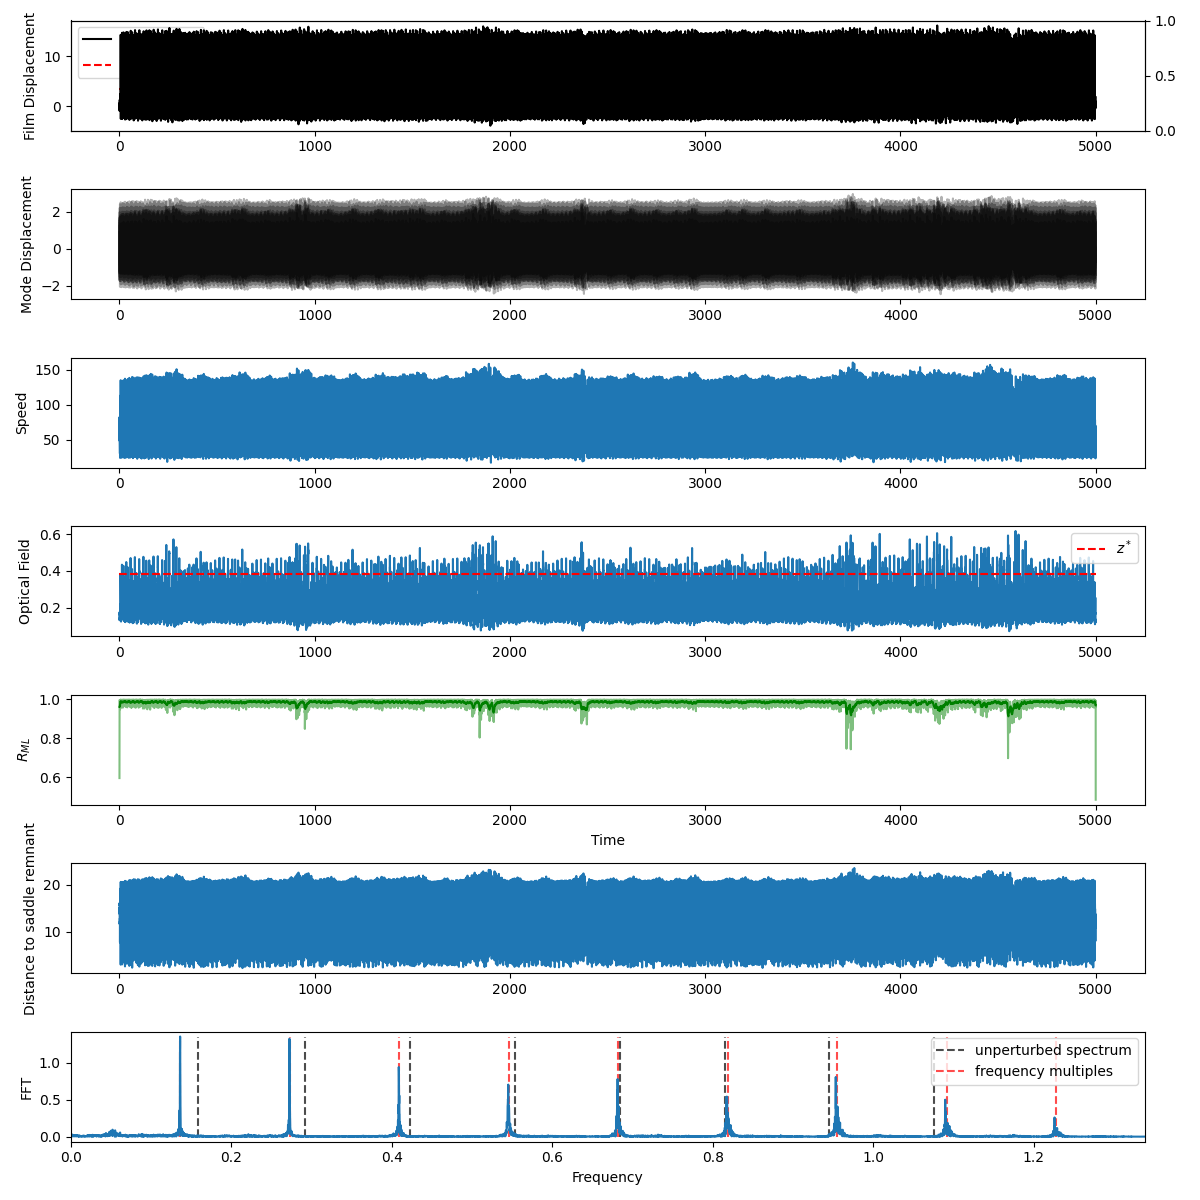 Film Displacement
10
0
1.0
0.5
0.0
0 1000 2000 3000 4000 5000
Mode Displacement
2
0
−2
0 1000 2000 3000 4000 5000
Speed
150
100
50
0 1000 2000 3000 4000 5000
Optical Field
0.6
0.4
0.2
z*
0 1000 2000 3000 4000 5000
R_ML
1.0
0.8
0.6
0 1000 2000 3000 4000 5000
Time
Distance to saddle remnant
20
10
0 1000 2000 3000 4000 5000
FFT
1.0
0.5
0.0
unperturbed spectrum
frequency multiples
0.0 0.2 0.4 0.6 0.8 1.0 1.2
Frequency